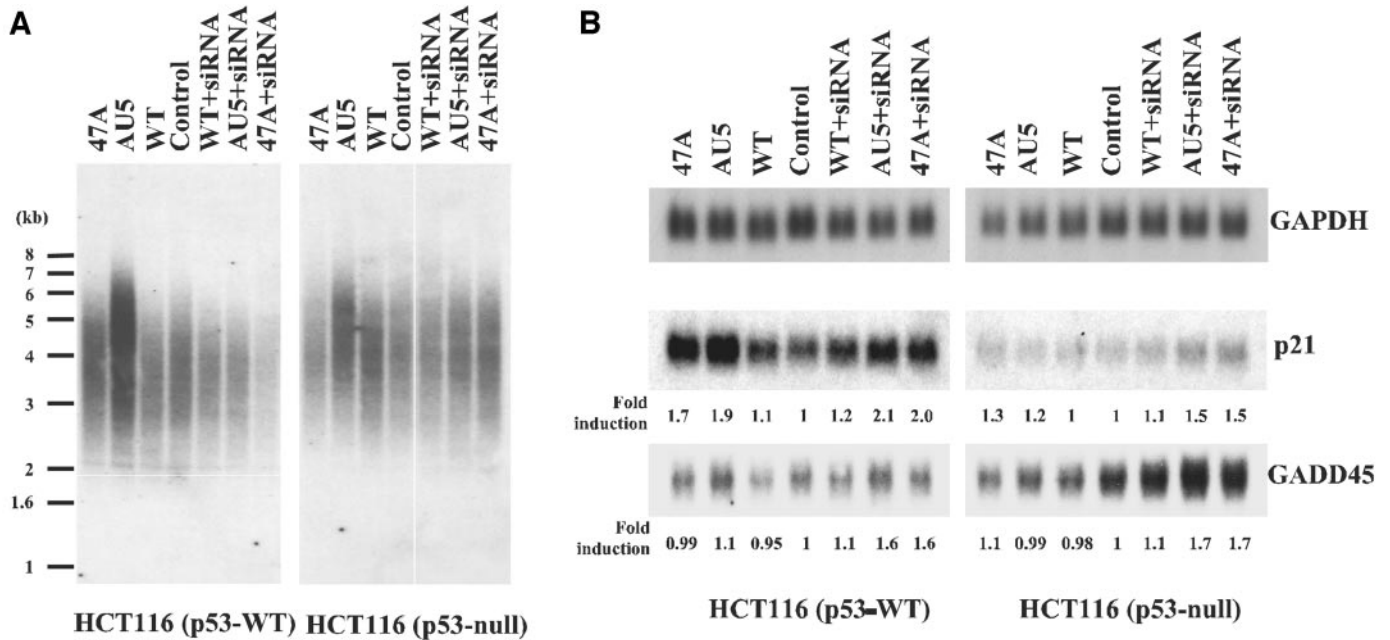 A
47A
AU5
WT
Control
WT+siRNA
AU5+siRNA
47A+siRNA
47A
AU5
WT
Control
WT+siRNA
AU5+siRNA
47A+siRNA
(kb)
8
7
6
5
4
3
2
1.6
1
HCT116 (p53-WT) HCT116 (p53-null)
B
47A
AU5
WT
Control
WT+siRNA
AU5+siRNA
47A+siRNA
47A
AU5
WT
Control
WT+siRNA
AU5+siRNA
47A+siRNA
GAPDH
p21
Fold
induction 1.7 1.9 1.1 1 1.2 2.1 2.0 1.3 1.2 1 1 1.1 1.5 1.5
GADD45
Fold
induction 0.99 1.1 0.95 1 1.1 1.6 1.6 1.1 0.99 0.98 1 1.1 1.7 1.7
HCT116 (p53-WT) HCT116 (p53-null)